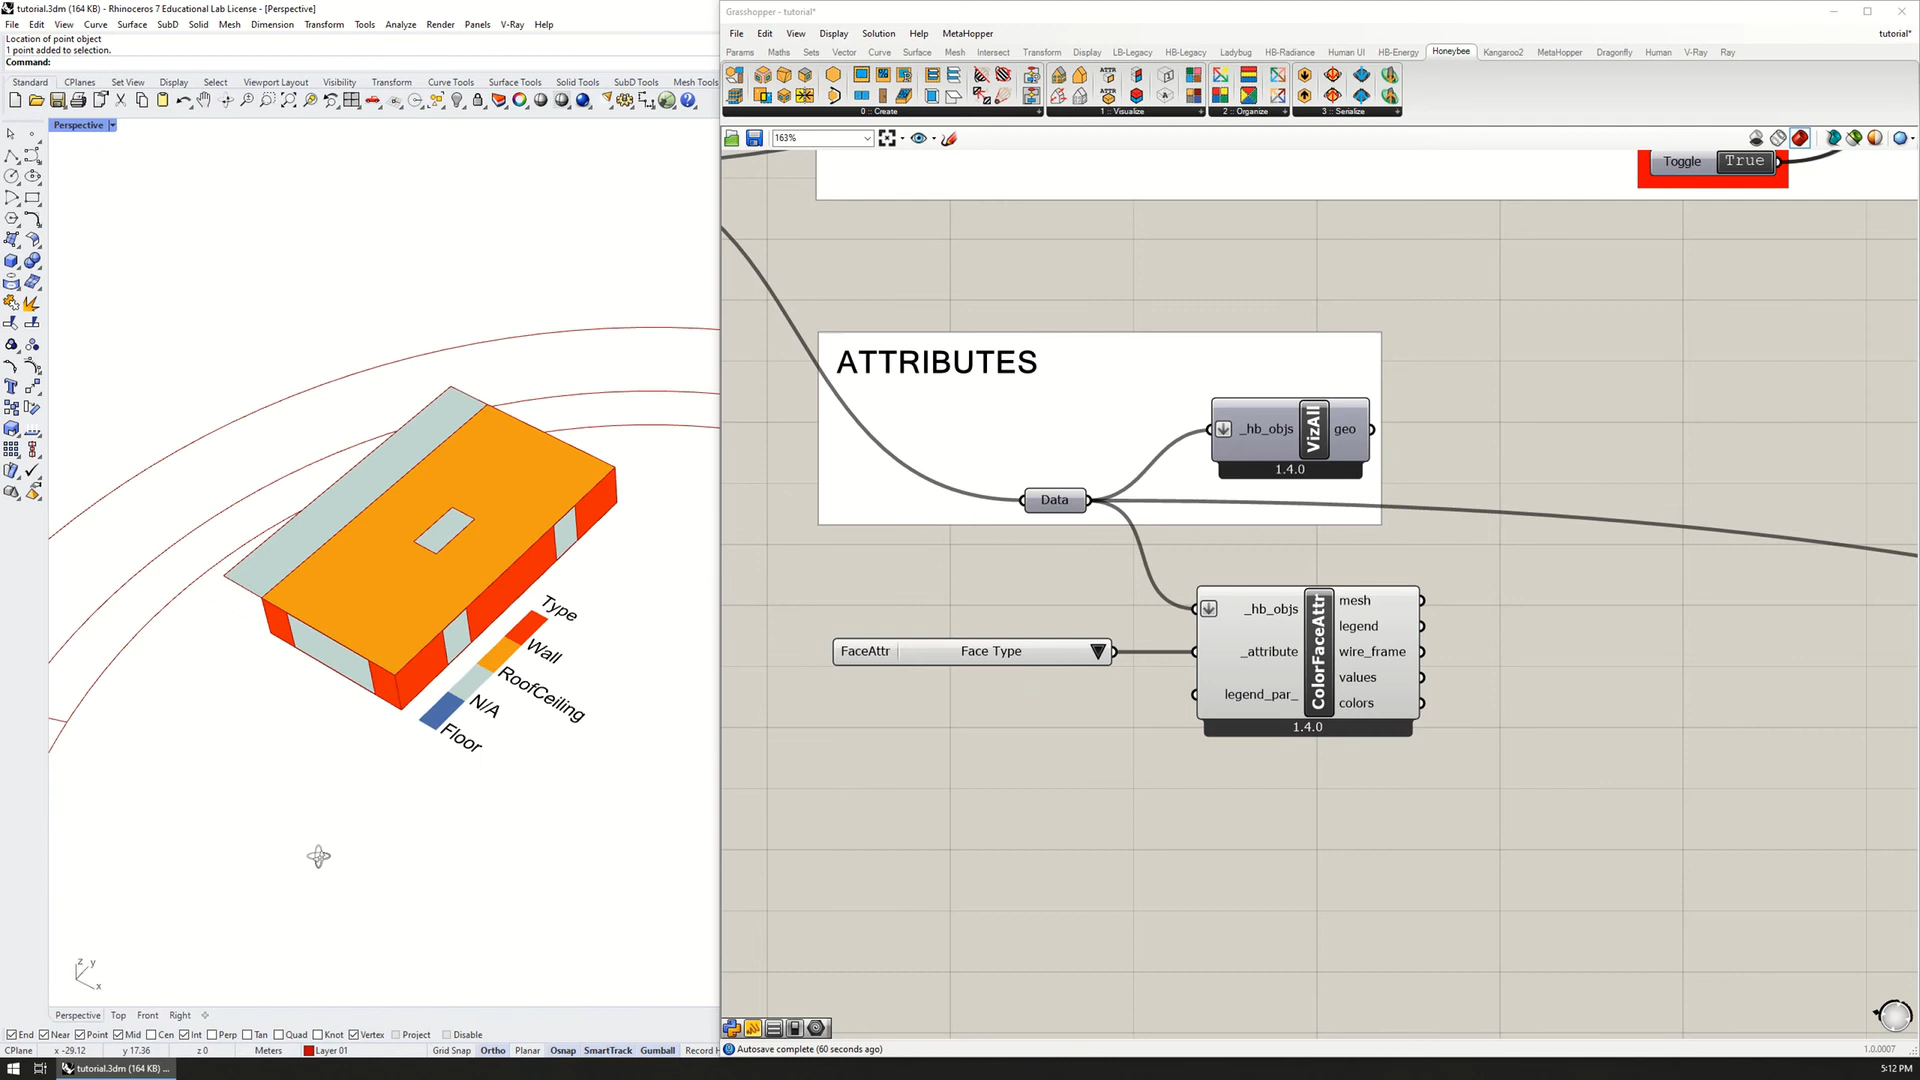 tutorial.3dm (164 KB) - Rhinoceros 7 Educational Lab License - [Perspective]
File Edit View Curve Surface SubD Solid Mesh Dimension Transform Tools Analyze Render Panels V-Ray Help
Location of point object
1 point added to selection.
Command:
Standard CPlanes Set View Display Select Viewport Layout Visibility Transform Curve Tools Surface Tools Solid Tools SubD Tools Mesh Tools
Perspective
Type
Wall
RoofCeiling
N/A
Floor
z y
x
Perspective Top Front Right
End Near Point Mid Cen Int Perp Tan Quad Knot Vertex Project Disable
CPlane x -29.12 y 17.36 z 0 Meters Layer 01 Grid Snap Ortho Planar Osnap SmartTrack Gumball Record H
tutorial.3dm (164 KB) ...
Grasshopper - tutorial*
File Edit View Display Solution Help MetaHopper
tutorial*
Params Maths Sets Vector Curve Surface Mesh Intersect Transform Display LB-Legacy HB-Legacy Ladybug HB-Radiance Human UI HB-Energy Honeybee Kangaroo2 MetaHopper Dragonfly Human V-Ray Ray
ATTR
ATTR
0 :: Create
1 :: Visualize
2 :: Organize
3 :: Serialize
163%
Toggle True
ATTRIBUTES
_hb_objs VizAll geo
1.4.0
Data
FaceAttr Face Type
_hb_objs
_attribute
legend_par_
ColorFaceAttr
mesh
legend
wire_frame
values
colors
1.4.0
Autosave complete (60 seconds ago)
1.0.0007
5:12 PM